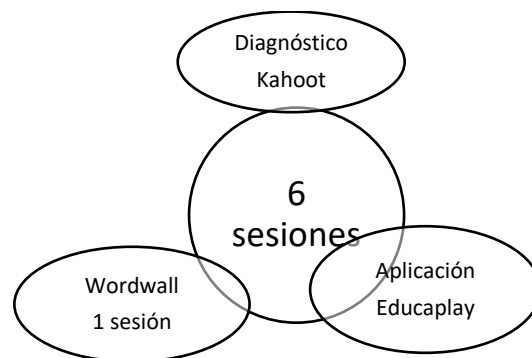 Diagnóstico
Kahoot
6
sesiones
Wordwall
1 sesión
Aplicación
Educaplay